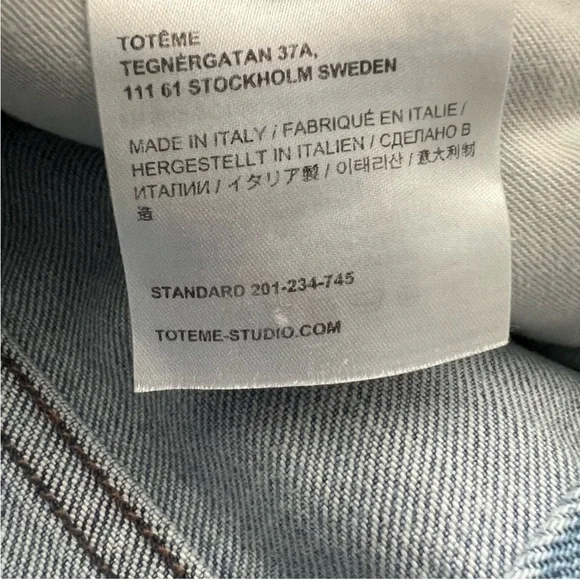 TOTÊME
TEGNÉRGATAN 37A,
111 61 STOCKHOLM SWEDEN
MADE IN ITALY / FABRIQUÉ EN ITALIE /
HERGESTELLT IN ITALIEN / СДЕЛАНО В
ИТАЛИИ / イタリア製 / 이태리산 / 意大利制
造
STANDARD 201-234-745
TOTEME-STUDIO.COM